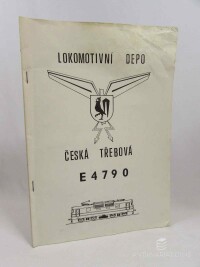 LOKOMOTIVNÍ DEPO
ČESKÁ TŘEBOVÁ
E 4 7 9 0